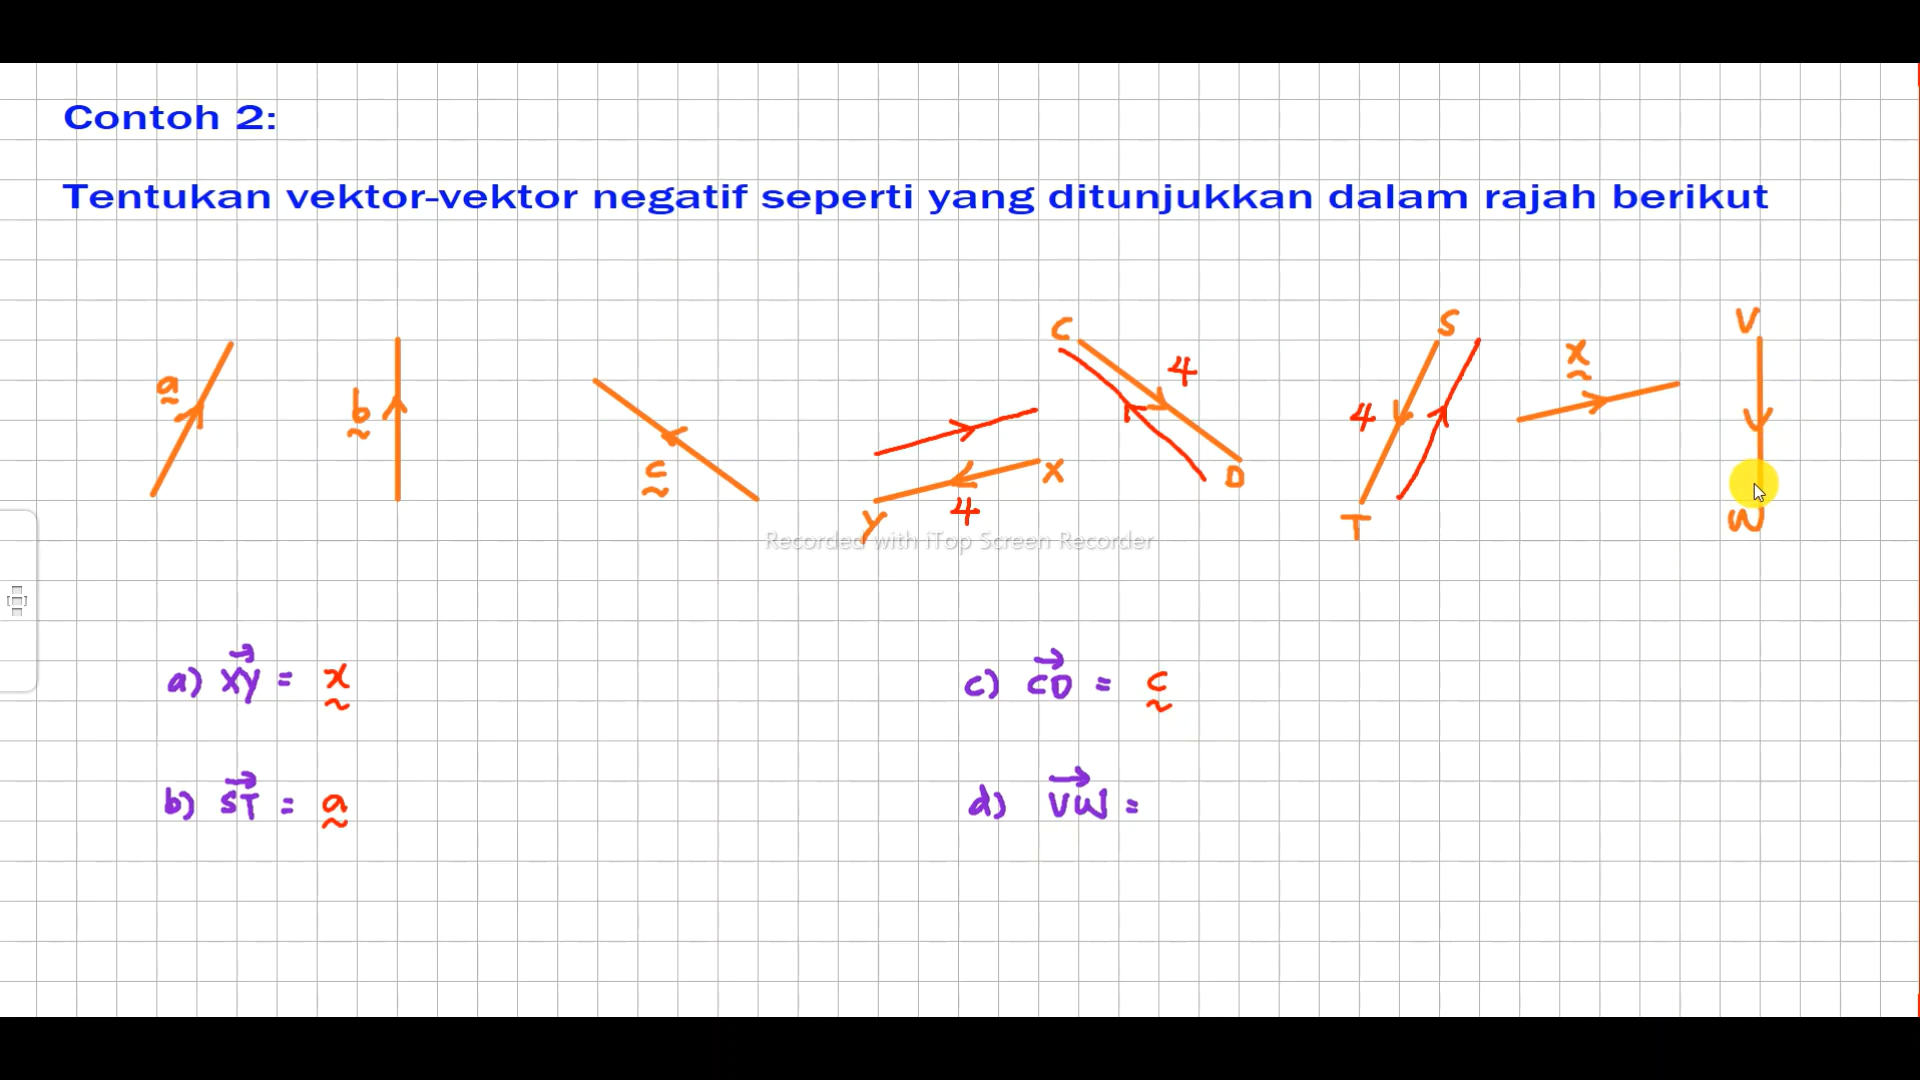 Contoh 2:
Tentukan vektor-vektor negatif seperti yang ditunjukkan dalam rajah berikut
a
b
c
4
X
Y
C
4
D
S
4
T
x
V
W
Recorded with iTop Screen Recorder
a) XY = x
b) ST = a
c) CD = c
d) VW =